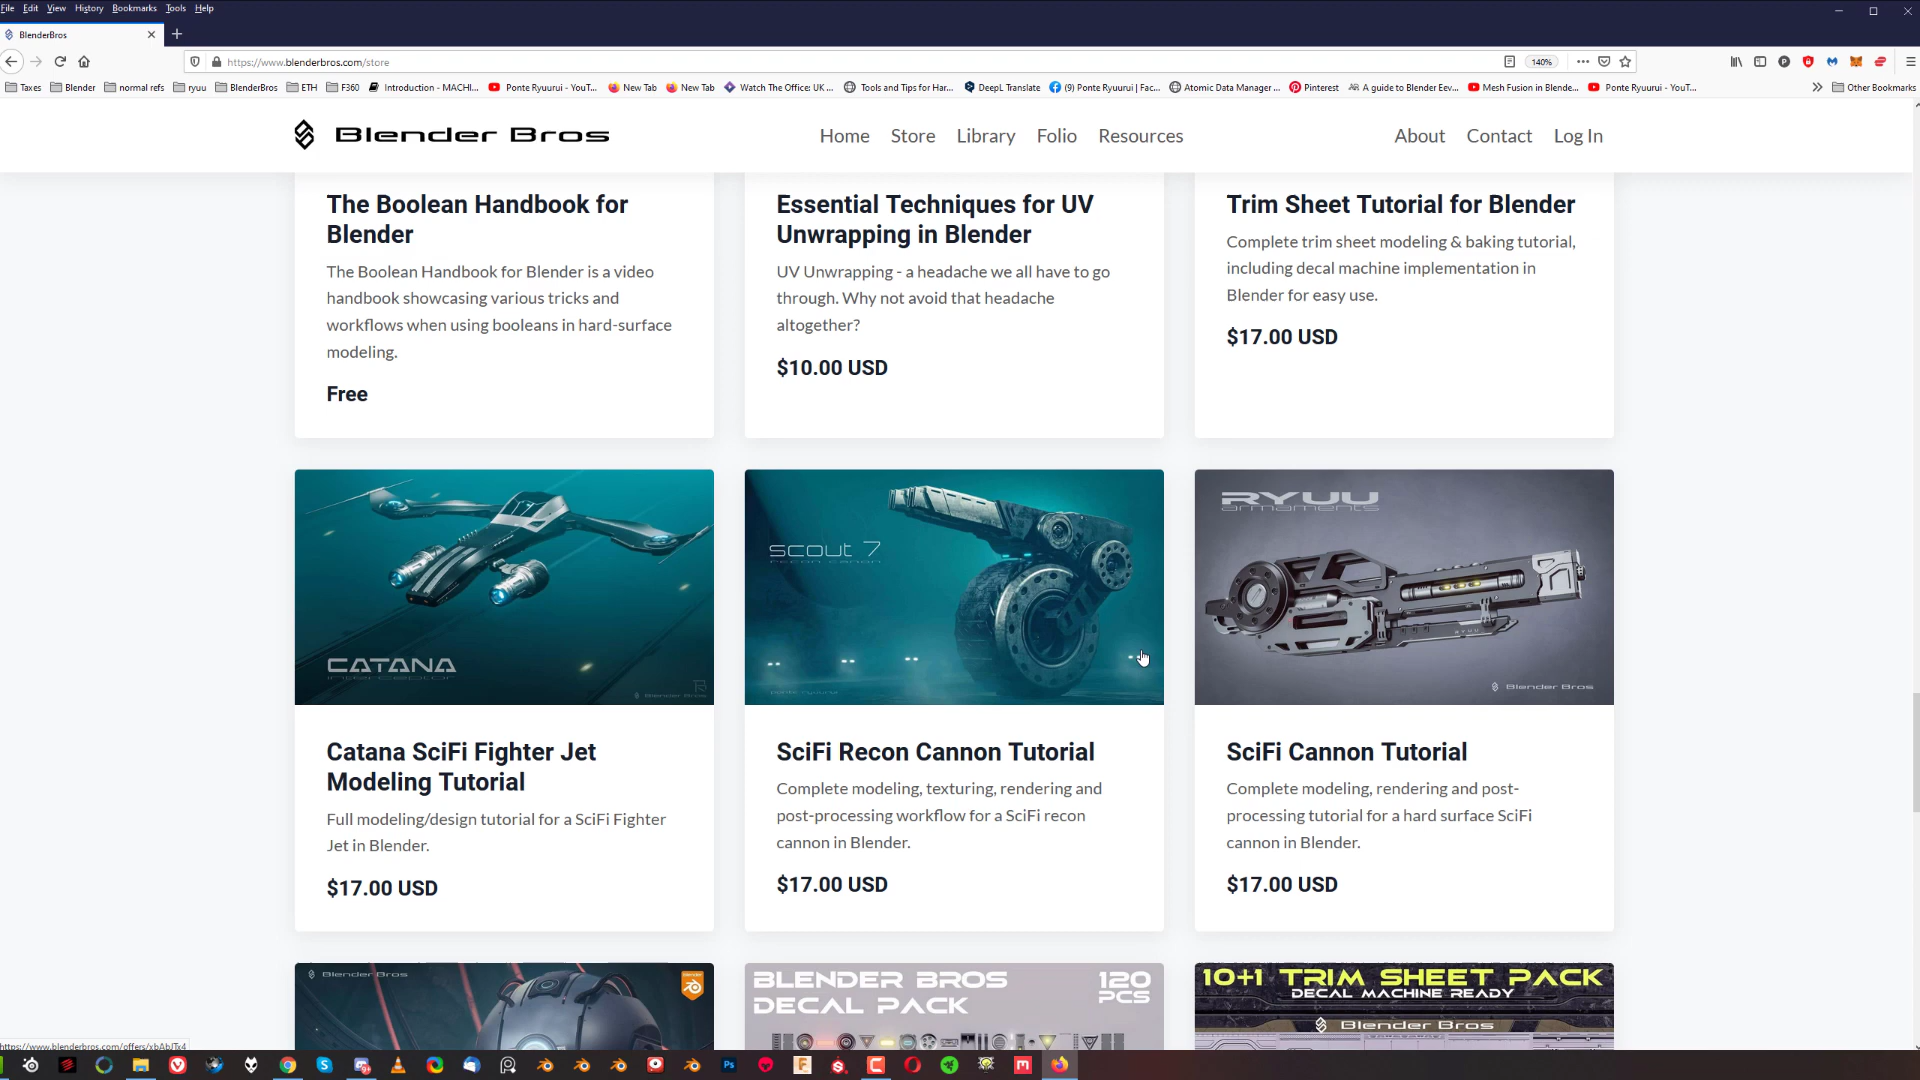 File Edit View History Bookmarks Tools Help
BlenderBros
https://www.blenderbros.com/store
140%
Taxes Blender normal refs ryuu BlenderBros ETH F360 Introduction - MACHI... Ponte Ryuurui - YouT... New Tab New Tab Watch The Office: UK ... Tools and Tips for Har... DeepL Translate (9) Ponte Ryuurui | Fac... Atomic Data Manager ... Pinterest A guide to Blender Eev... Mesh Fusion in Blende... Ponte Ryuurui - YouT... Other Bookmarks
Blender Bros Home Store Library Folio Resources About Contact Log In
The Boolean Handbook for
Blender
The Boolean Handbook for Blender is a video
handbook showcasing various tricks and
workflows when using booleans in hard-surface
modeling.
Free
Essential Techniques for UV
Unwrapping in Blender
UV Unwrapping - a headache we all have to go
through. Why not avoid that headache
altogether?
$10.00 USD
Trim Sheet Tutorial for Blender
Complete trim sheet modeling & baking tutorial,
including decal machine implementation in
Blender for easy use.
$17.00 USD
CATANA
interceptor
Blender Bros
Catana SciFi Fighter Jet
Modeling Tutorial
Full modeling/design tutorial for a SciFi Fighter
Jet in Blender.
$17.00 USD
SCOUT 7
recon canon
ponte ryuurui
SciFi Recon Cannon Tutorial
Complete modeling, texturing, rendering and
post-processing workflow for a SciFi recon
cannon in Blender.
$17.00 USD
RYUU
armaments
RYUU
Blender Bros
SciFi Cannon Tutorial
Complete modeling, rendering and post-
processing tutorial for a hard surface SciFi
cannon in Blender.
$17.00 USD
Blender Bros
blender
BLENDER BROS
DECAL PACK
120
PCS
10+1 TRIM SHEET PACK
DECAL MACHINE READY
Blender Bros
https://www.blenderbros.com/offers/xbAbJTx4